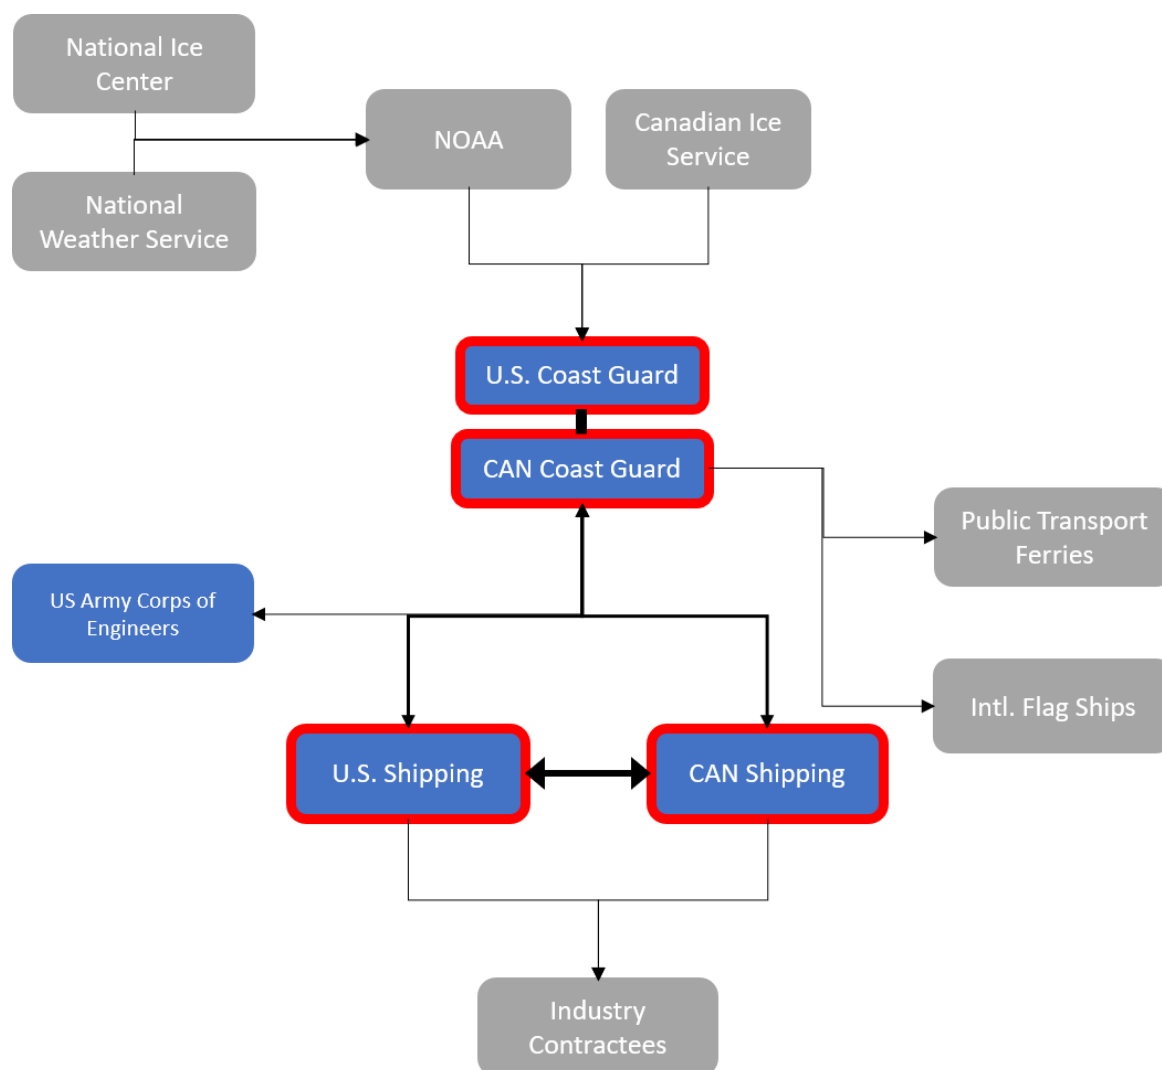 National Ice
Center
NOAA
Canadian Ice
Service
National
Weather Service
U.S. Coast Guard
CAN Coast Guard
Public Transport
Ferries
US Army Corps of
Engineers
Intl. Flag Ships
U.S. Shipping
CAN Shipping
Industry
Contractees